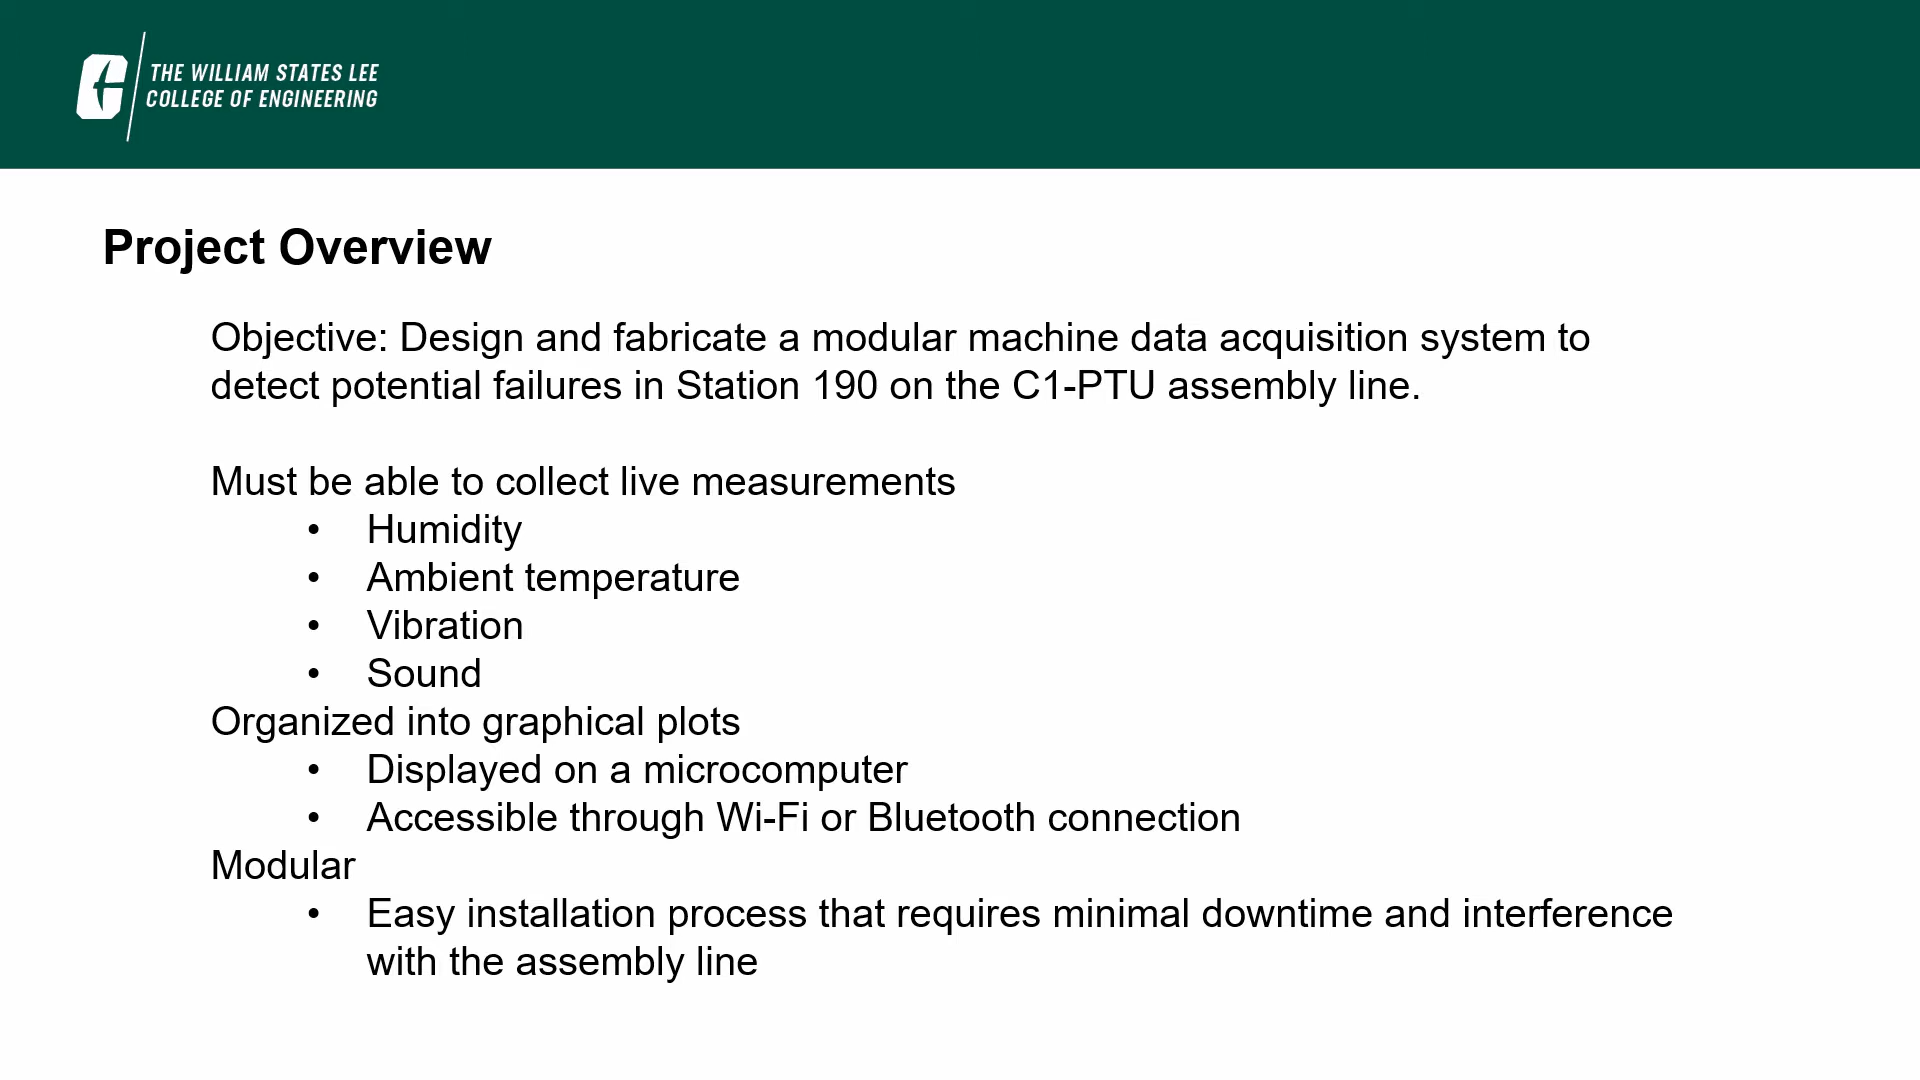 THE WILLIAM STATES LEE
COLLEGE OF ENGINEERING
Project Overview
Objective: Design and fabricate a modular machine data acquisition system to
detect potential failures in Station 190 on the C1-PTU assembly line.
Must be able to collect live measurements
• Humidity
• Ambient temperature
• Vibration
• Sound
Organized into graphical plots
• Displayed on a microcomputer
• Accessible through Wi-Fi or Bluetooth connection
Modular
• Easy installation process that requires minimal downtime and interference
with the assembly line